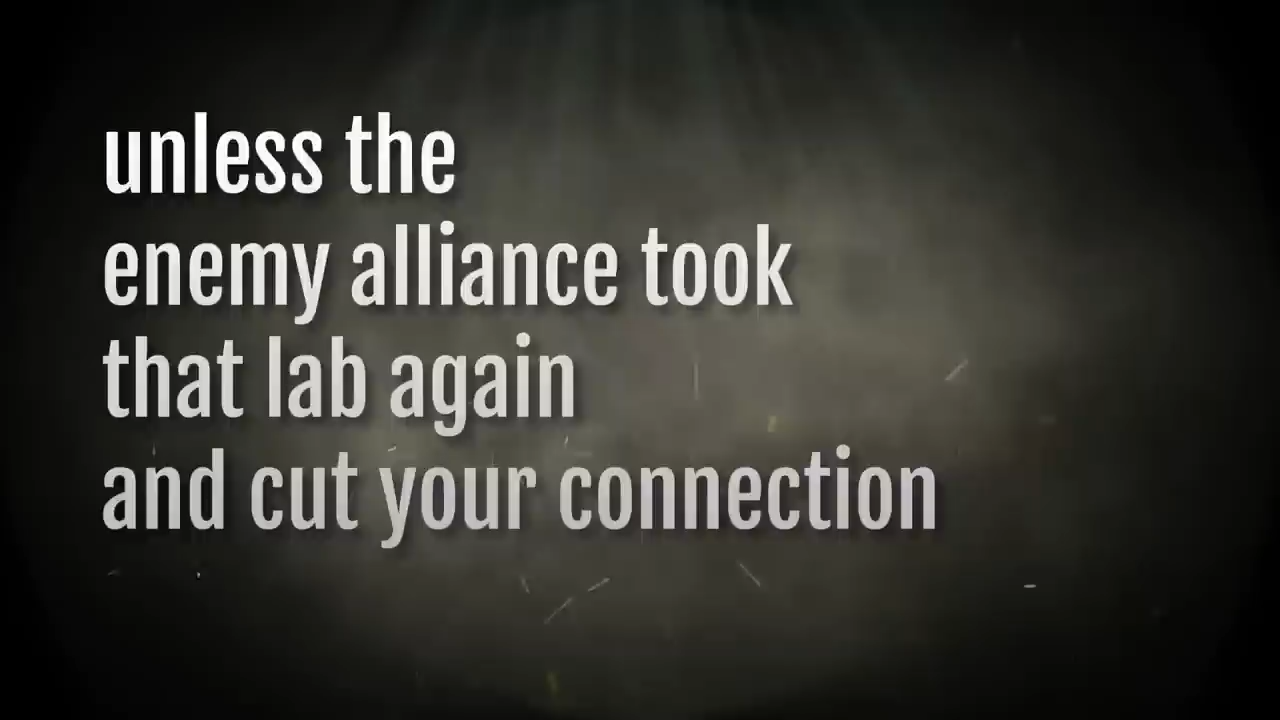 unless the
enemy alliance took
that lab again
and cut your connection